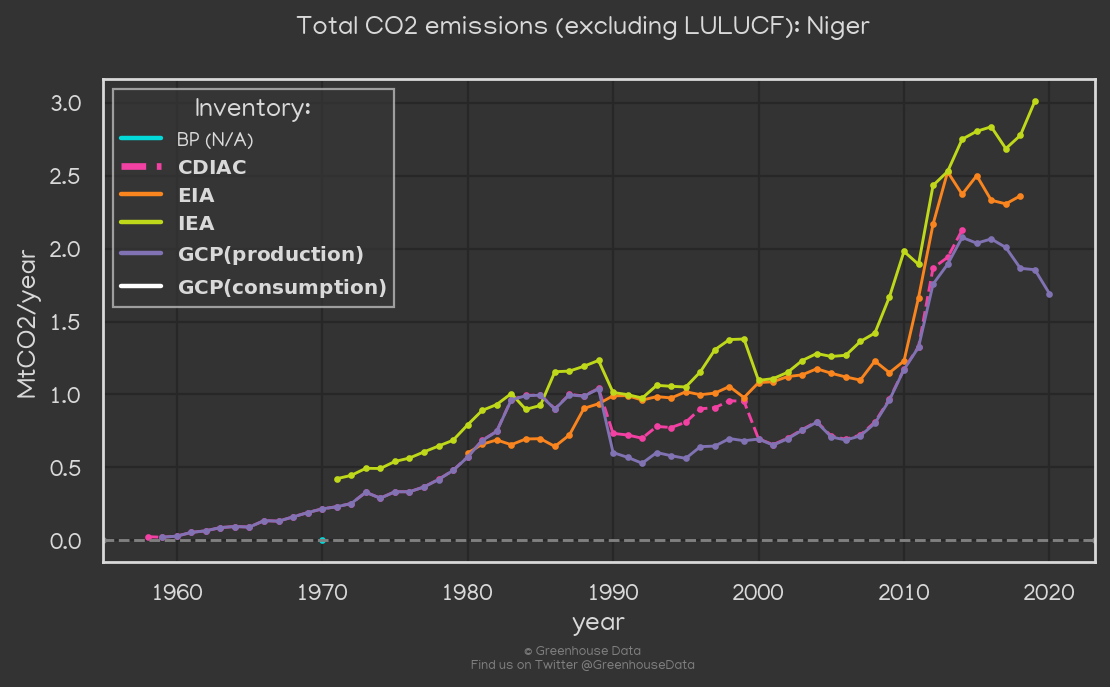 Total CO2 emissions (excluding LULUCF): Niger
Inventory:
BP (N/A)
CDIAC
EIA
IEA
GCP(production)
GCP(consumption)
MtCO2/year
3.0
2.5
2.0
1.5
1.0
0.5
0.0
1960 1970 1980 1990 2000 2010 2020
year
© Greenhouse Data
Find us on Twitter @GreenhouseData